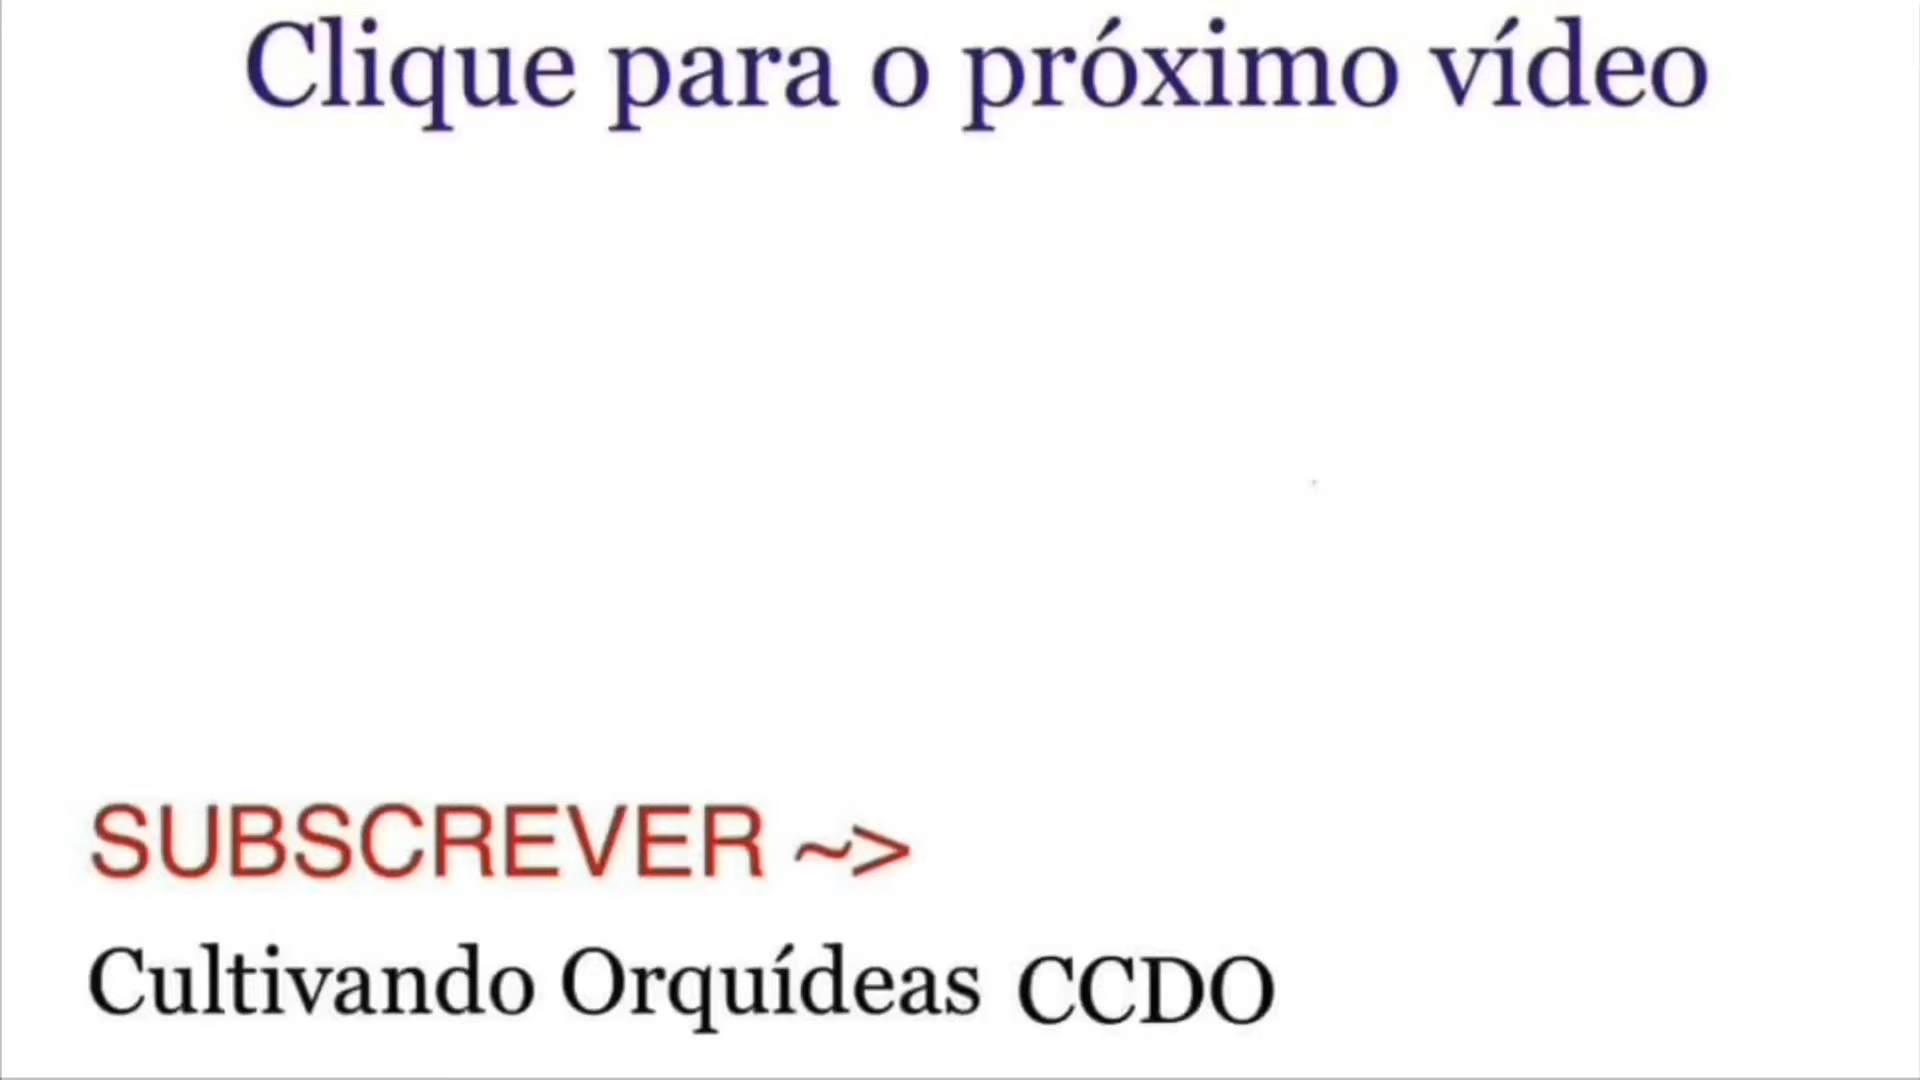 Clique para o próximo vídeo
SUBSCREVER ~>
Cultivando Orquídeas CCDO